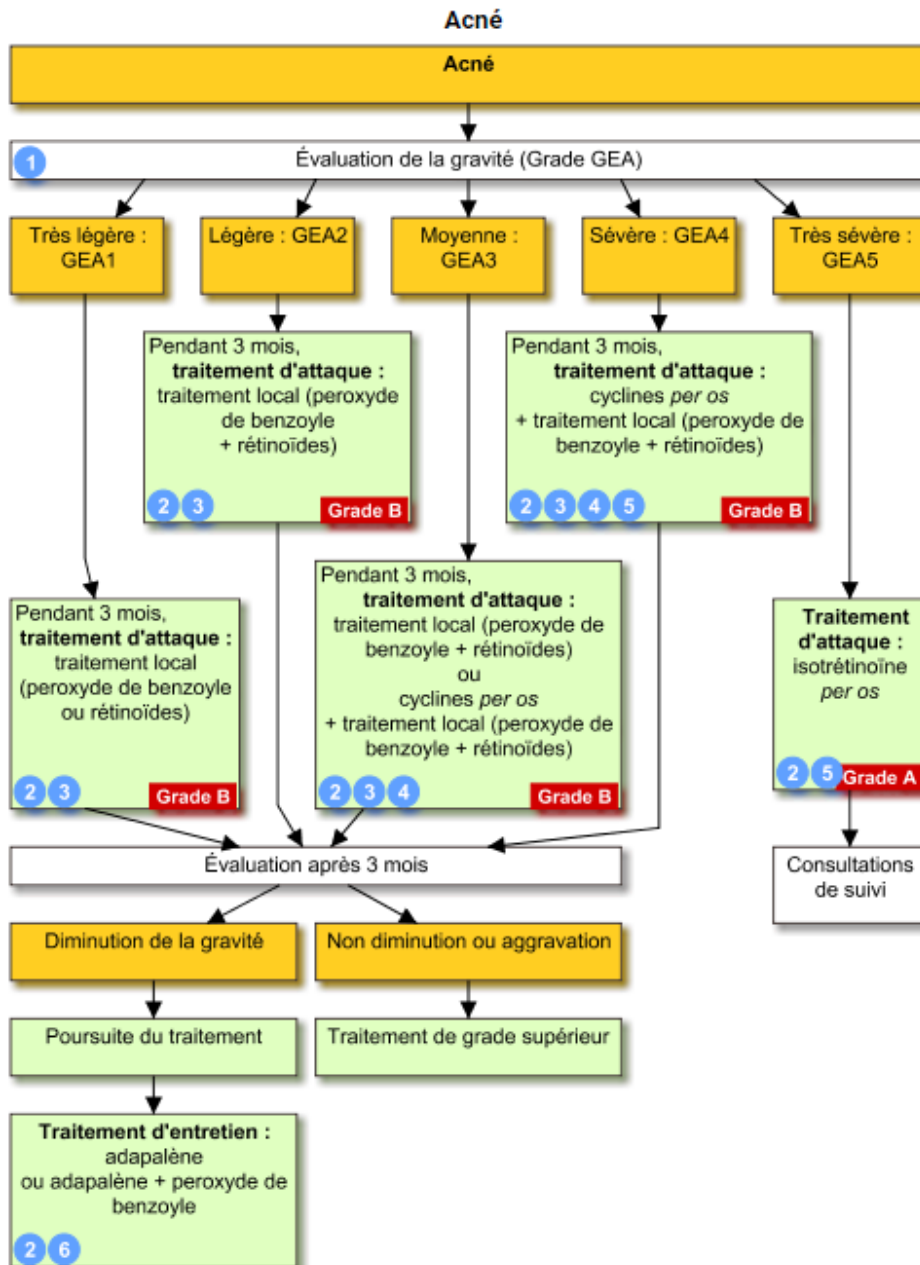 Acné
Acné
1
Évaluation de la gravité (Grade GEA)
Très légère :
GEA1
Légère : GEA2
Moyenne :
GEA3
Sévère : GEA4
Très sévère :
GEA5
Pendant 3 mois,
traitement d'attaque :
traitement local (peroxyde
de benzoyle
+ rétinoïdes)
2 3
Grade B
Pendant 3 mois,
traitement d'attaque :
cyclines per os
+ traitement local (peroxyde de
benzoyle + rétinoïdes)
2 3 4 5
Grade B
Pendant 3 mois,
traitement d'attaque :
traitement local
(peroxyde de benzoyle
ou rétinoïdes)
2 3
Grade B
Pendant 3 mois,
traitement d'attaque :
traitement local (peroxyde de
benzoyle + rétinoïdes)
ou
cyclines per os
+ traitement local (peroxyde de
benzoyle + rétinoïdes)
2 3 4
Grade B
Traitement
d'attaque :
isotrétinoïne
per os
2 5
Grade A
Évaluation après 3 mois
Consultations
de suivi
Diminution de la gravité
Non diminution ou aggravation
Poursuite du traitement
Traitement de grade supérieur
Traitement d'entretien :
adapalène
ou adapalène + peroxyde de
benzoyle
2 6